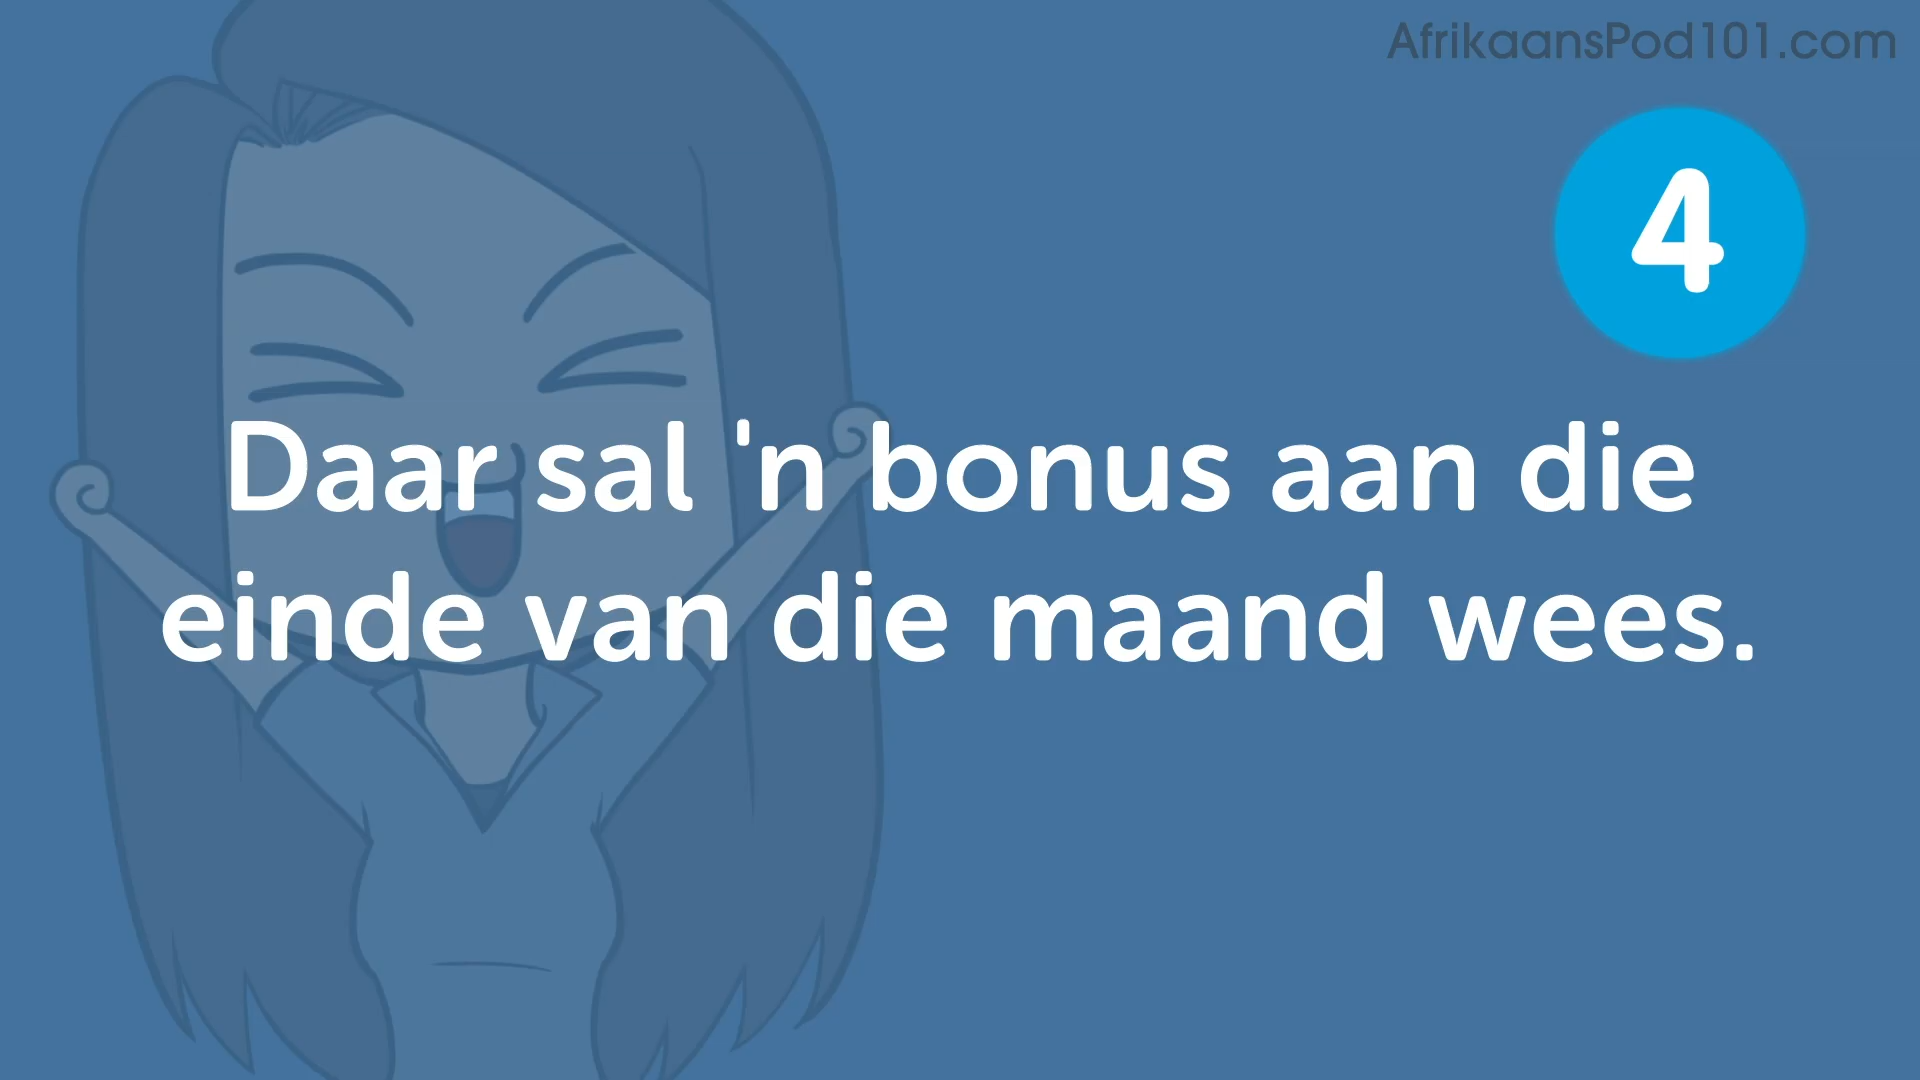 AfrikaansPod101.com
4
Daar sal 'n bonus aan die
einde van die maand wees.